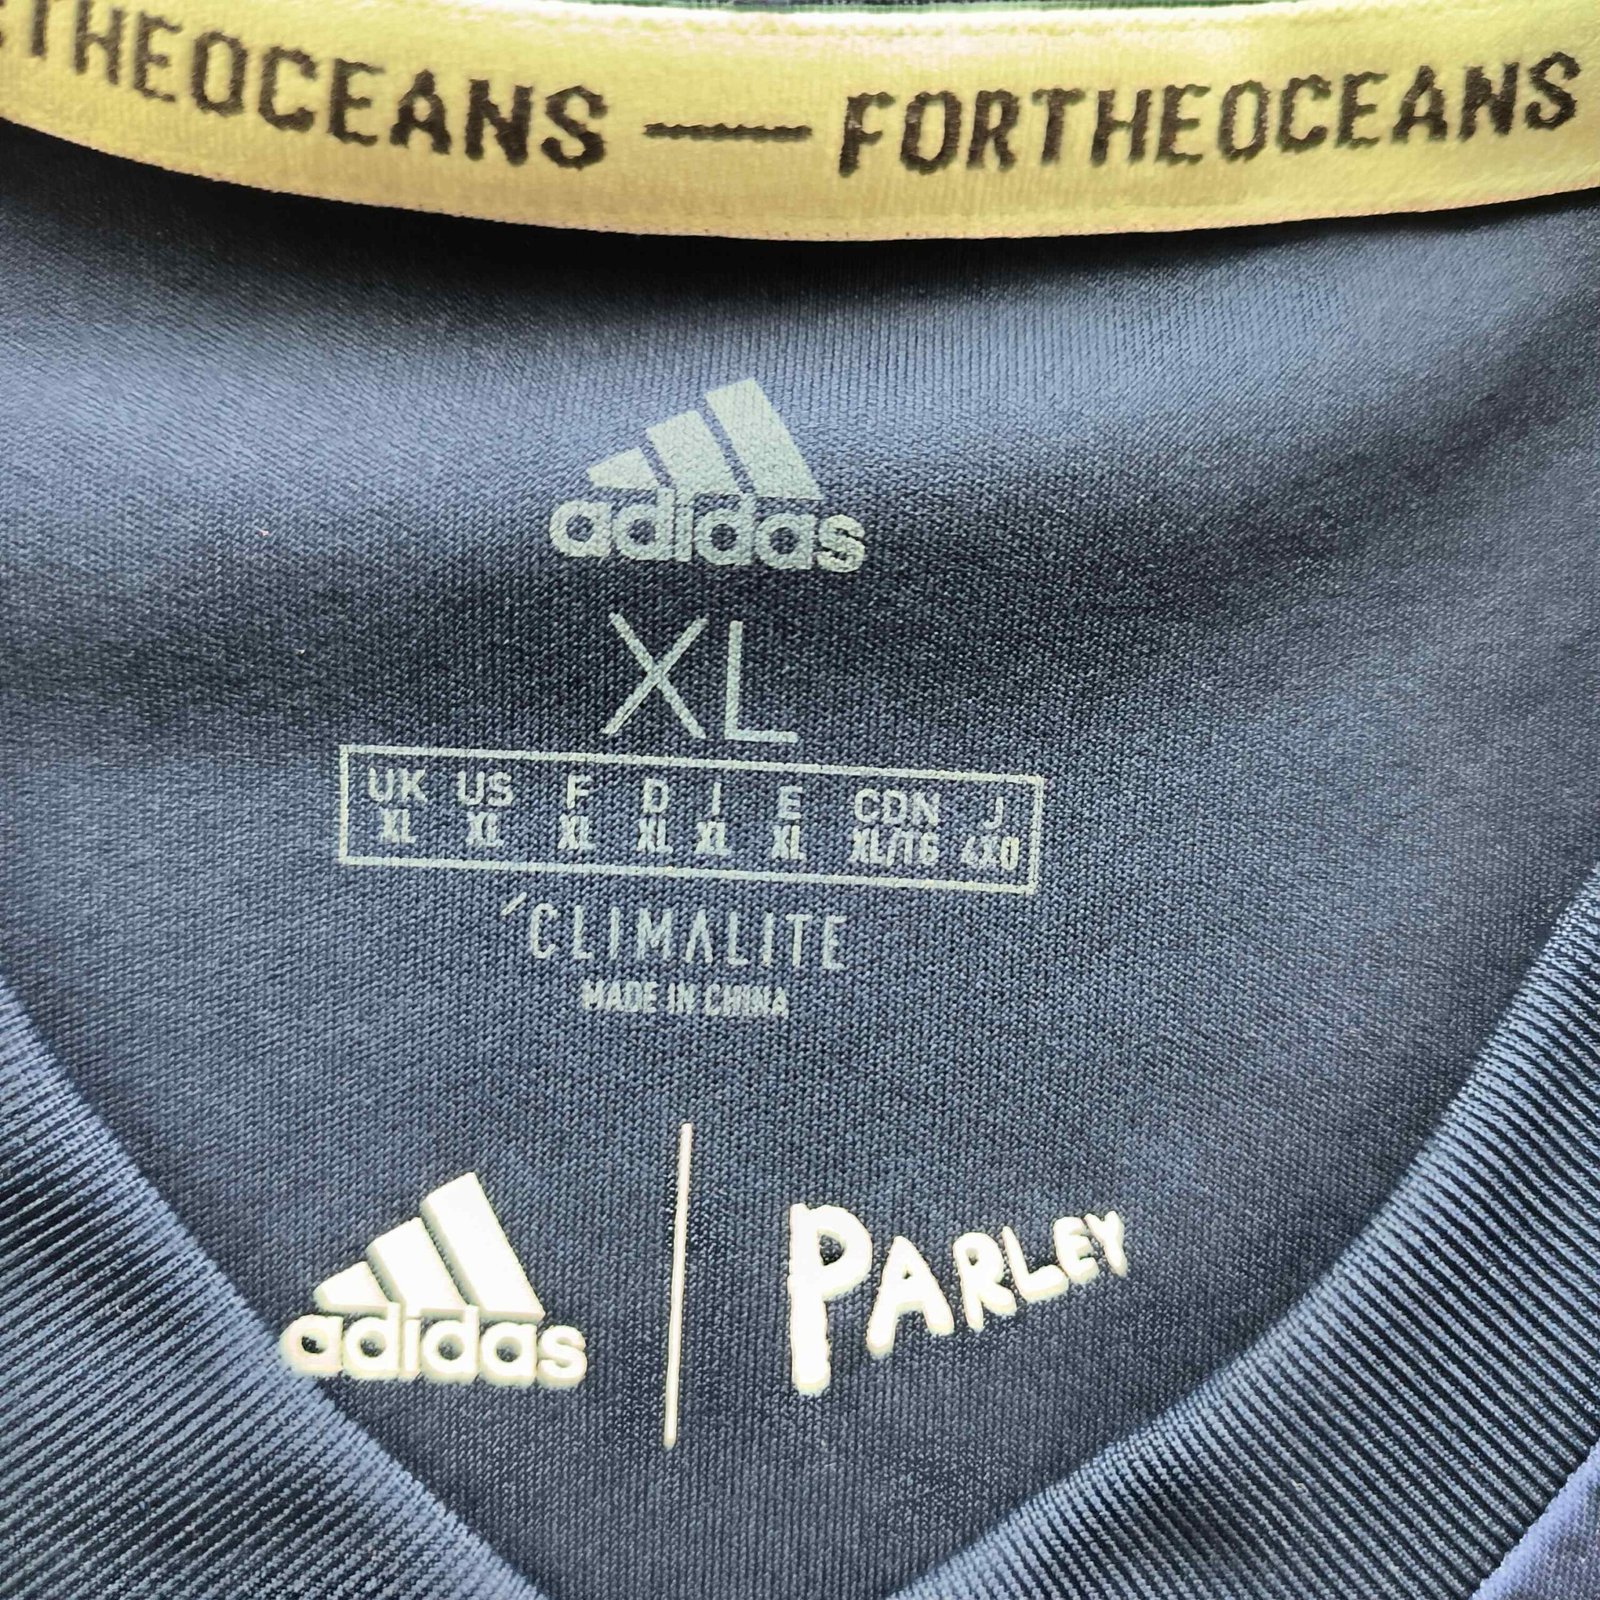 THEOCEANS — FORTHEOCEANS
adidas
XL
UK US F D I E CDN J
XL XL XL XL XL XL XL/TG 4XO
CLIMALITE
MADE IN CHINA
adidas | PARLEY